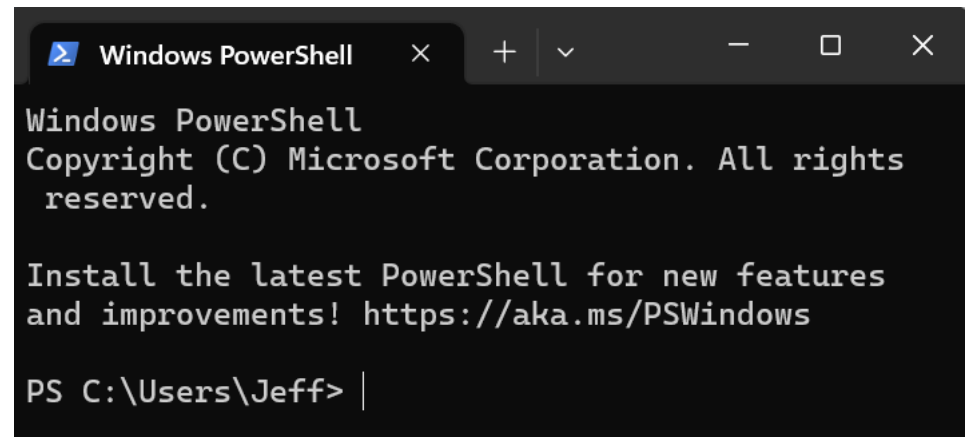 Windows PowerShell
Windows PowerShell
Copyright (C) Microsoft Corporation. All rights
reserved.
Install the latest PowerShell for new features
and improvements! https://aka.ms/PSWindows
PS C:\Users\Jeff>